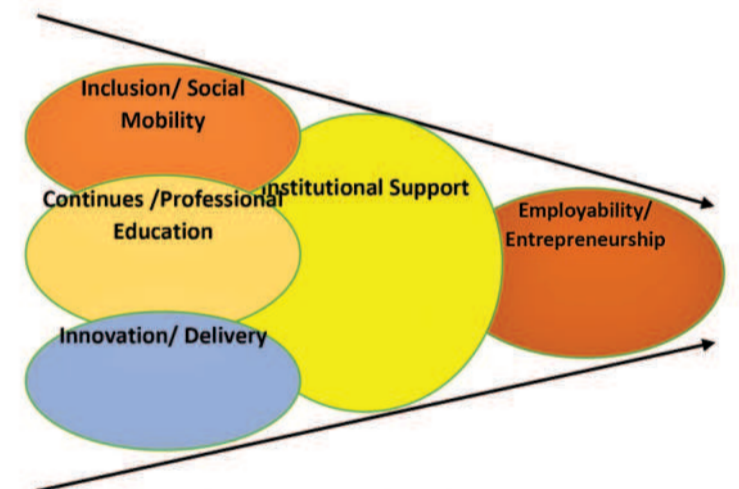 Inclusion/ Social
Mobility
Continues /Professional
Education
Innovation/ Delivery
Institutional Support
Employability/
Entrepreneurship